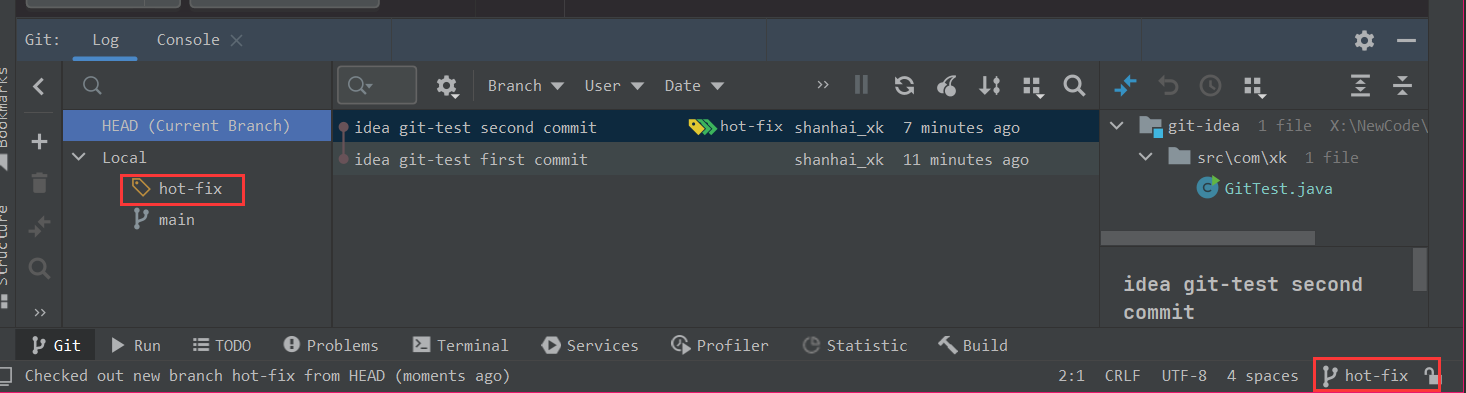 Git: Log Console
Bookmarks
Structure
Branch User Date
HEAD (Current Branch)
Local
hot-fix
main
idea git-test second commit hot-fix shanhai_xk 7 minutes ago
idea git-test first commit shanhai_xk 11 minutes ago
git-idea 1 file X:\NewCode\
src\com\xk 1 file
GitTest.java
idea git-test second
commit
Git Run TODO Problems Terminal Services Profiler Statistic Build
Checked out new branch hot-fix from HEAD (moments ago) 2:1 CRLF UTF-8 4 spaces hot-fix